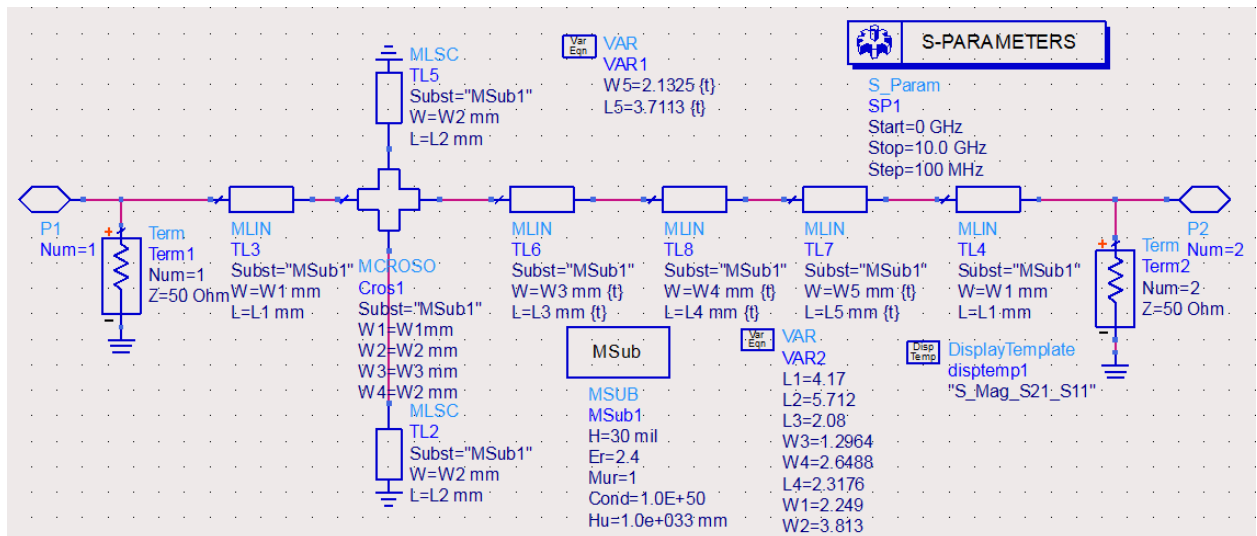 MLSC
TL5
Subst="MSub1"
W=W2 mm
L=L2 mm
Var
Eqn
VAR
VAR1
W5=2.1325 {t}
L5=3.7113 {t}
S-PARAMETERS
S_Param
SP1
Start=0 GHz
Stop=10.0 GHz
Step=100 MHz
P1
Num=1
Term
Term1
Num=1
Z=50 Ohm
MLIN
TL3
Subst="MSub1"
W=W1 mm
L=L1 mm
MCROSO
Cros1
Subst="MSub1"
W1=W1mm
W2=W2 mm
W3=W3 mm
W4=W2 mm
MLIN
TL6
Subst="MSub1"
W=W3 mm {t}
L=L3 mm {t}
MLIN
TL8
Subst="MSub1"
W=W4 mm {t}
L=L4 mm {t}
MLIN
TL7
Subst="MSub1"
W=W5 mm {t}
L=L5 mm {t}
MLIN
TL4
Subst="MSub1"
W=W1 mm
L=L1 mm
Term
Term2
Num=2
Z=50 Ohm
P2
Num=2
MLSC
TL2
Subst="MSub1"
W=W2 mm
L=L2 mm
MSub
MSUB
MSub1
H=30 mil
Er=2.4
Mur=1
Cond=1.0E+50
Hu=1.0e+033 mm
Var
Eqn
VAR
VAR2
L1=4.17
L2=5.712
L3=2.08
W3=1.2964
W4=2.6488
L4=2.3176
W1=2.249
W2=3.813
Disp
Temp
DisplayTemplate
disptemp1
"S_Mag_S21_S11"